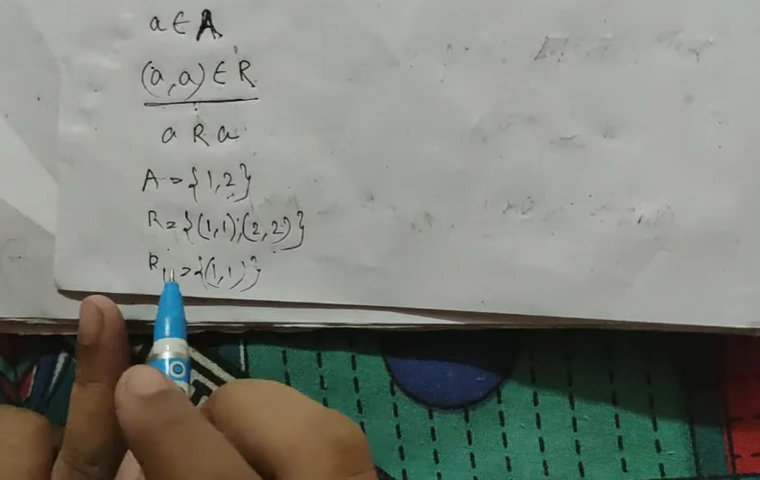 a ∈ A
(a, a) ∈ R
a R a
A = {1, 2}
R = {(1, 1), (2, 2)}
R₁ = {(1, 1)}